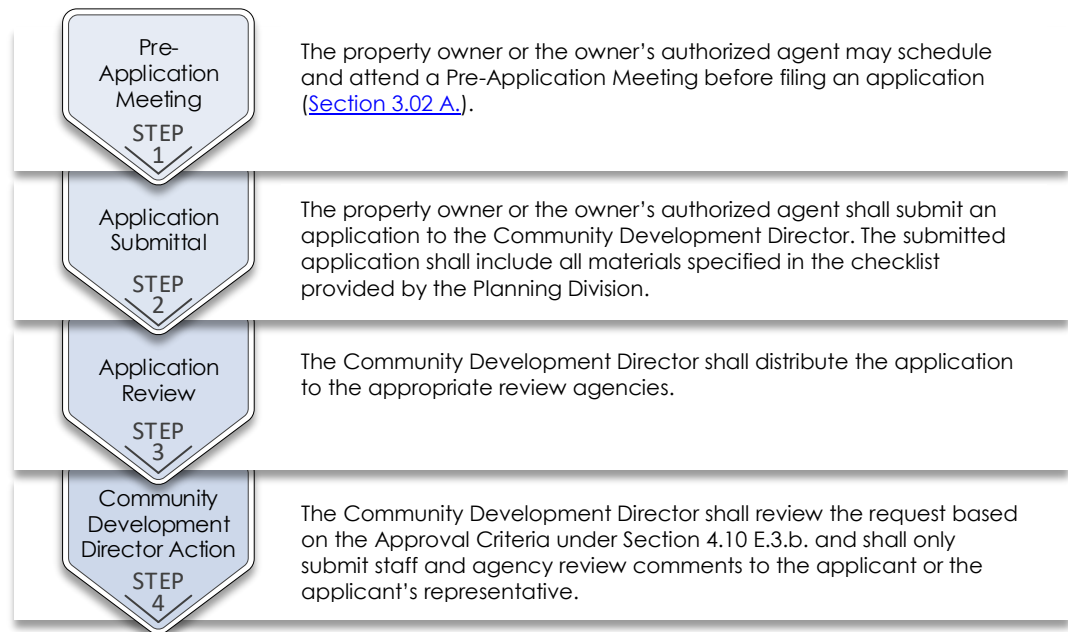 Pre-
Application
Meeting
STEP
1
The property owner or the owner’s authorized agent may schedule
and attend a Pre-Application Meeting before filing an application
(Section 3.02 A.).
Application
Submittal
STEP
2
The property owner or the owner’s authorized agent shall submit an
application to the Community Development Director. The submitted
application shall include all materials specified in the checklist
provided by the Planning Division.
Application
Review
STEP
3
The Community Development Director shall distribute the application
to the appropriate review agencies.
Community
Development
Director Action
STEP
4
The Community Development Director shall review the request based
on the Approval Criteria under Section 4.10 E.3.b. and shall only
submit staff and agency review comments to the applicant or the
applicant’s representative.